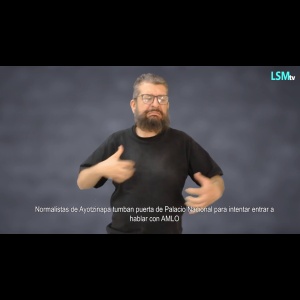 LSMtv
Normalistas de Ayotzinapa tumban puerta de Palacio Nacional para intentar entrar a
hablar con AMLO